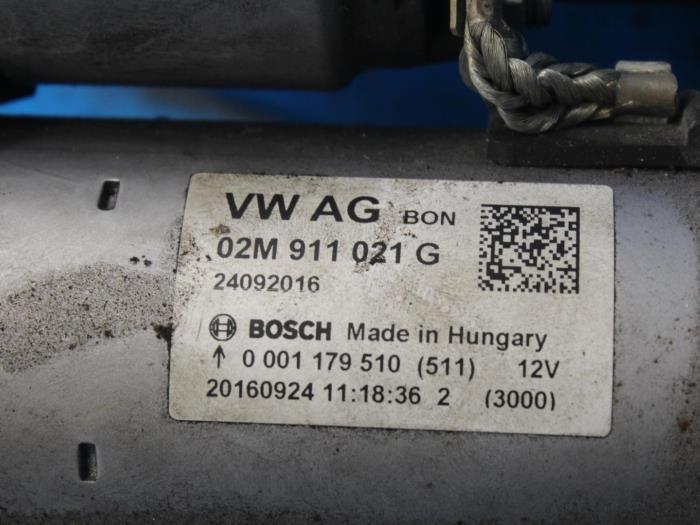 VW AG BON
02M 911 021 G
24092016
BOSCH Made in Hungary
↑ 0 001 179 510 (511) 12V
20160924 11:18:36 2 (3000)